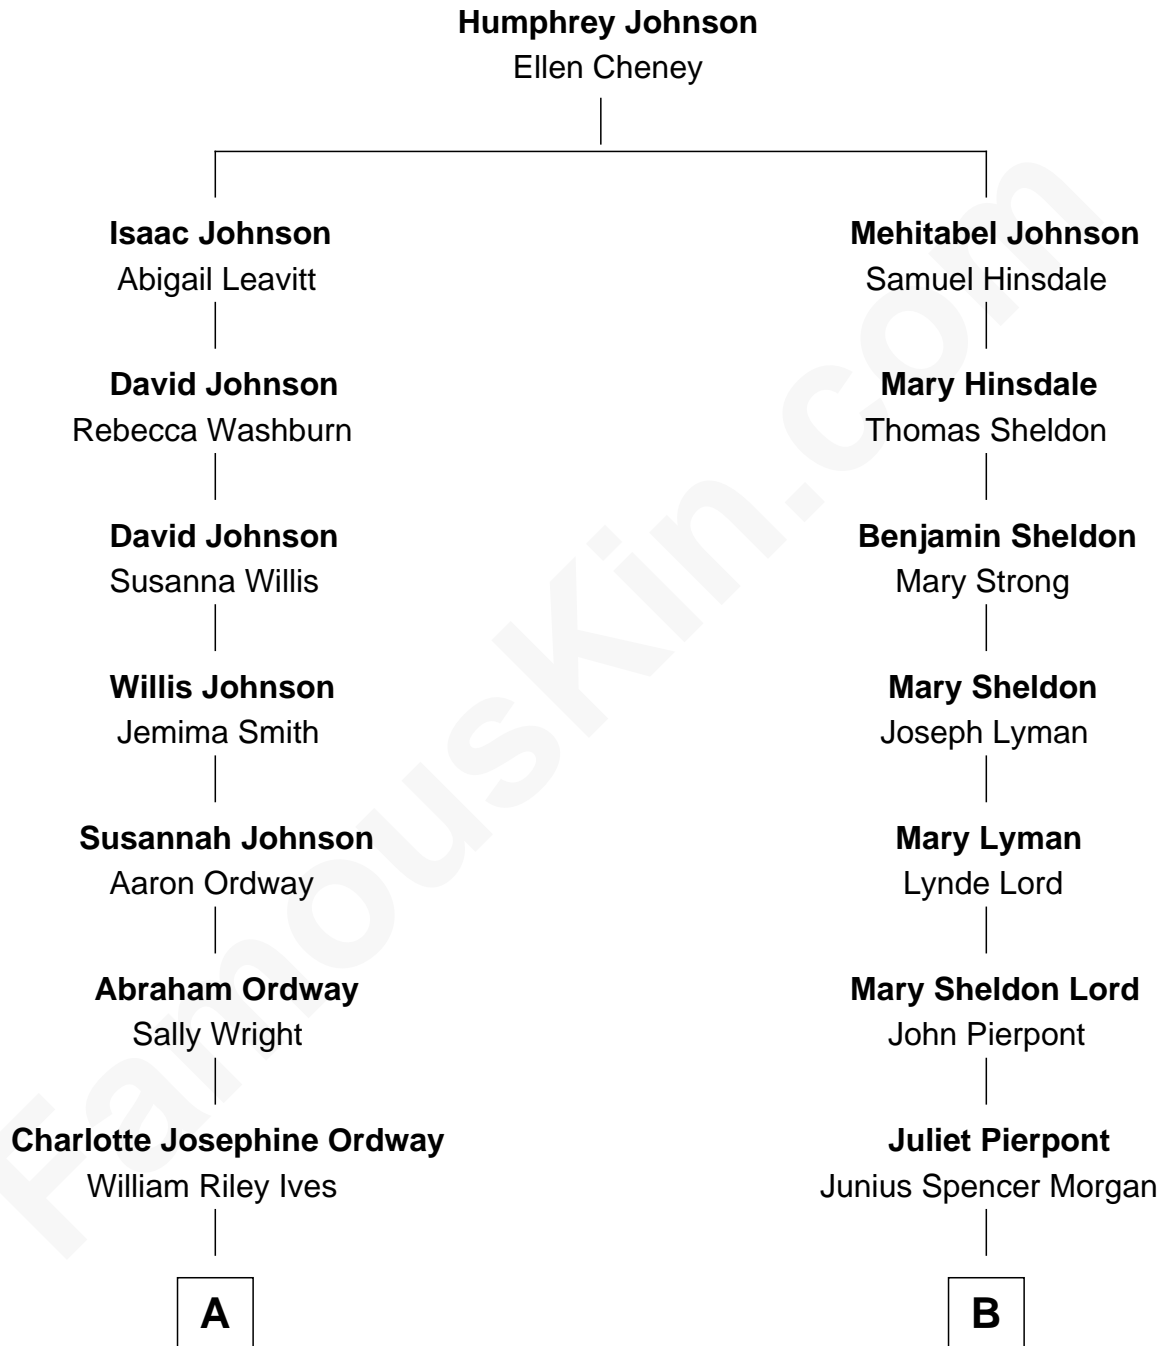 Humphrey Johnson
Ellen Cheney
Isaac Johnson
Abigail Leavitt
Mehitabel Johnson
Samuel Hinsdale
David Johnson
Rebecca Washburn
Mary Hinsdale
Thomas Sheldon
David Johnson
Susanna Willis
Benjamin Sheldon
Mary Strong
Willis Johnson
Jemima Smith
Mary Sheldon
Joseph Lyman
Susannah Johnson
Aaron Ordway
Mary Lyman
Lynde Lord
Abraham Ordway
Sally Wright
Mary Sheldon Lord
John Pierpont
Charlotte Josephine Ordway
William Riley Ives
Juliet Pierpont
Junius Spencer Morgan
A
B
FamousKin.com